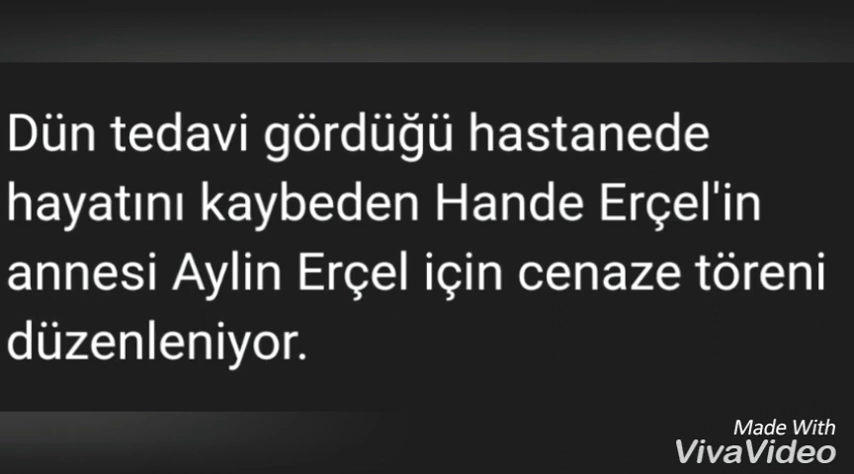 Dün tedavi gördüğü hastanede
hayatını kaybeden Hande Erçel'in
annesi Aylin Erçel için cenaze töreni
düzenleniyor.
Made With
VivaVideo